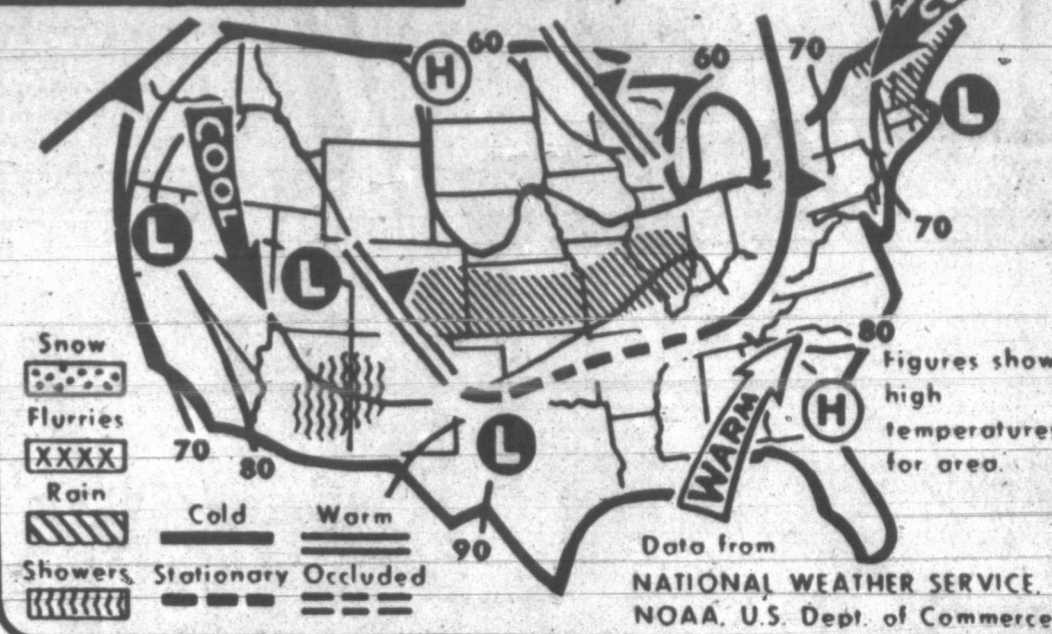 60
60
70
CO
H
L
COOL
L
L
70
80
Snow
Flurries
Rain
Showers
70
80
Cold
Warm
Stationary
Occluded
90
L
WARM
H
Figures show
high
temperatures
for area.
Data from
NATIONAL WEATHER SERVICE,
NOAA, U.S. Dept. of Commerce